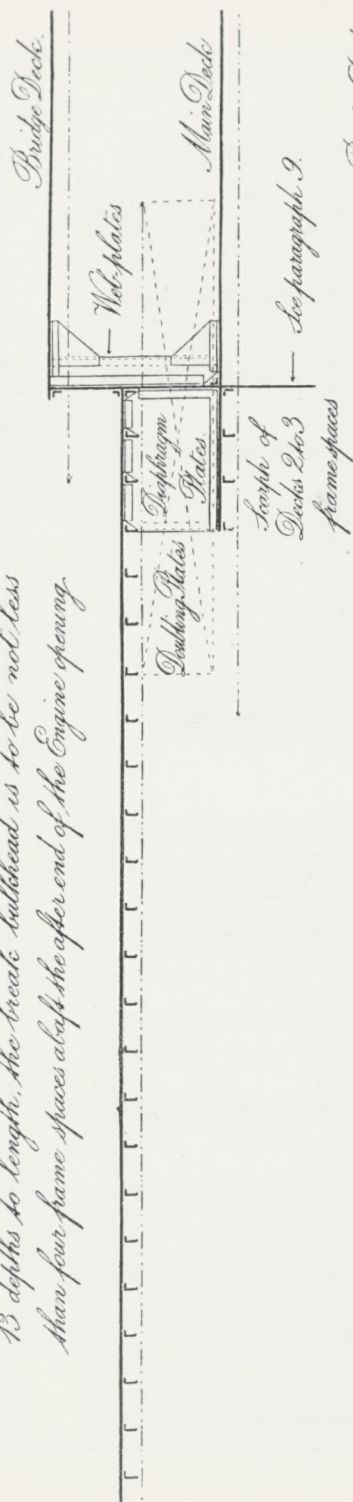 13 depths to length, the break bulkhead is to be not less
than four frame spaces abaft the after end of the Engine opening.
Bridge Deck.
Web-plates
Main Deck
Diaphragm
Plates.
Doubling Plates
See paragraph 9.
Scarph of
Decks 2 to 3
frame spaces